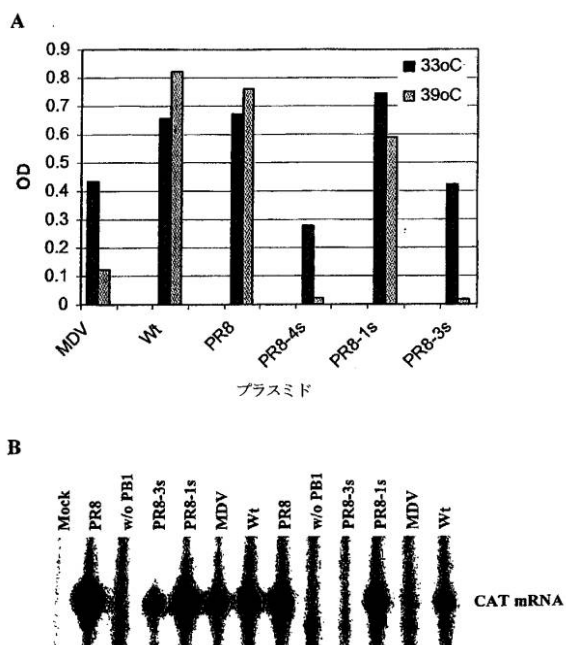 A
0.9
0.8
0.7
0.6
0.5
0.4
0.3
0.2
0.1
0
OD
33oC
39oC
MDV
Wt
PR8
PR8-4s
PR8-1s
PR8-3s
プラスミド
B
Mock
PR8
w/o PB1
PR8-3s
PR8-1s
MDV
Wt
PR8
w/o PB1
PR8-3s
PR8-1s
MDV
Wt
CAT mRNA